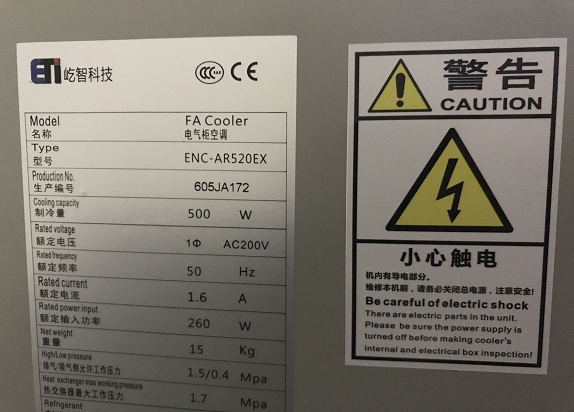 ETi 屹智科技 CCC CE
Model FA Cooler
名称 电气柜空调
Type
型号 ENC-AR520EX
Production No.
生产编号 605JA172
Cooling capacity
制冷量 500 W
Rated voltage
额定电压 1Φ AC200V
Rated frequency
额定频率 50 Hz
Rated current
额定电流 1.6 A
Rated power input
额定输入功率 260 W
Net weight
重量 15 Kg
High/Low pressure
排气/吸气侧允许工作压力 1.5/0.4 Mpa
Heat exchanger max working pressure
热交换器最大工作压力 1.7 Mpa
Refrigerant
警告
CAUTION
小心触电
机内有导电部分。
维修本机前，请务必关闭总电源，注意安全!
Be careful of electric shock
There are electric parts in the unit.
Please be sure the power supply is
turned off before making cooler's
internal and electrical box inspection!